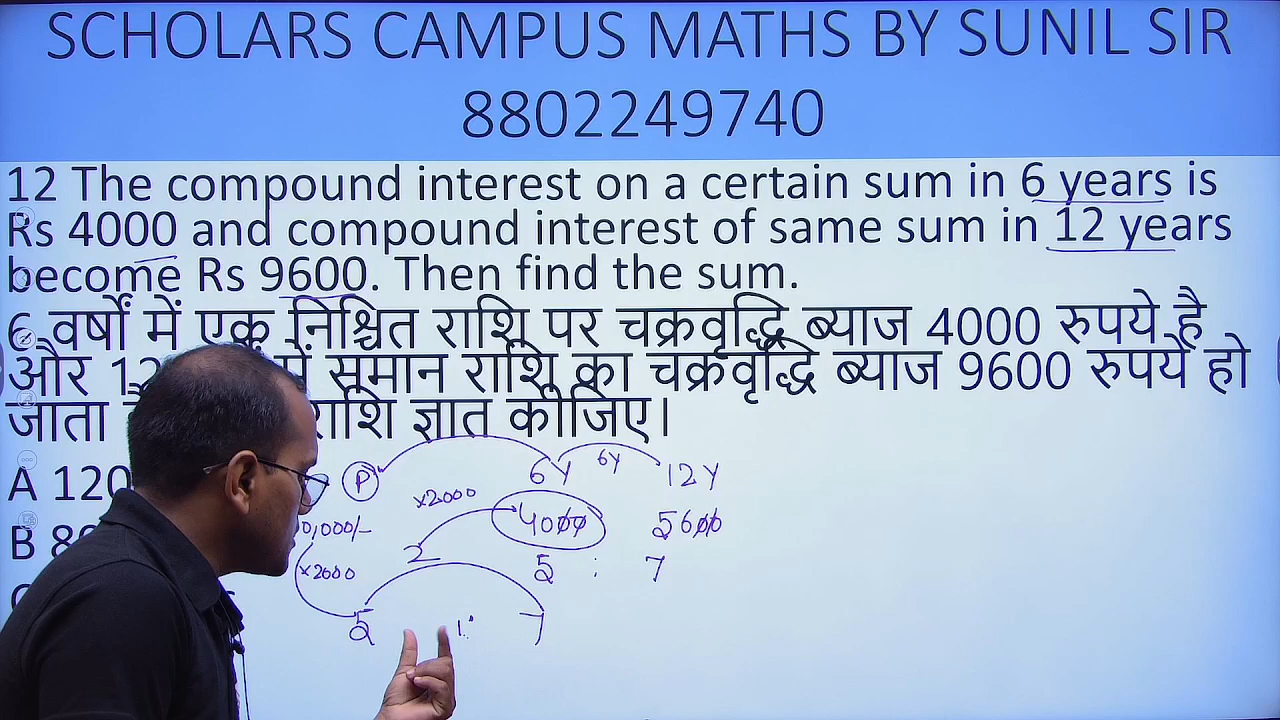 SCHOLARS CAMPUS MATHS BY SUNIL SIR
8802249740
12 The compound interest on a certain sum in 6 years is
Rs 4000 and compound interest of same sum in 12 years
become Rs 9600. Then find the sum.
6 वर्षों में एक निश्चित राशि पर चक्रवृद्धि ब्याज 4000 रुपये है
और में समान राशि का चक्रवृद्धि ब्याज 9600 रुपये हो
जाता राशि ज्ञात कीजिए।
A
P 6Y 6Y 12Y
×2000
4000 5600
B
2
5 : 7
×2000
5 7